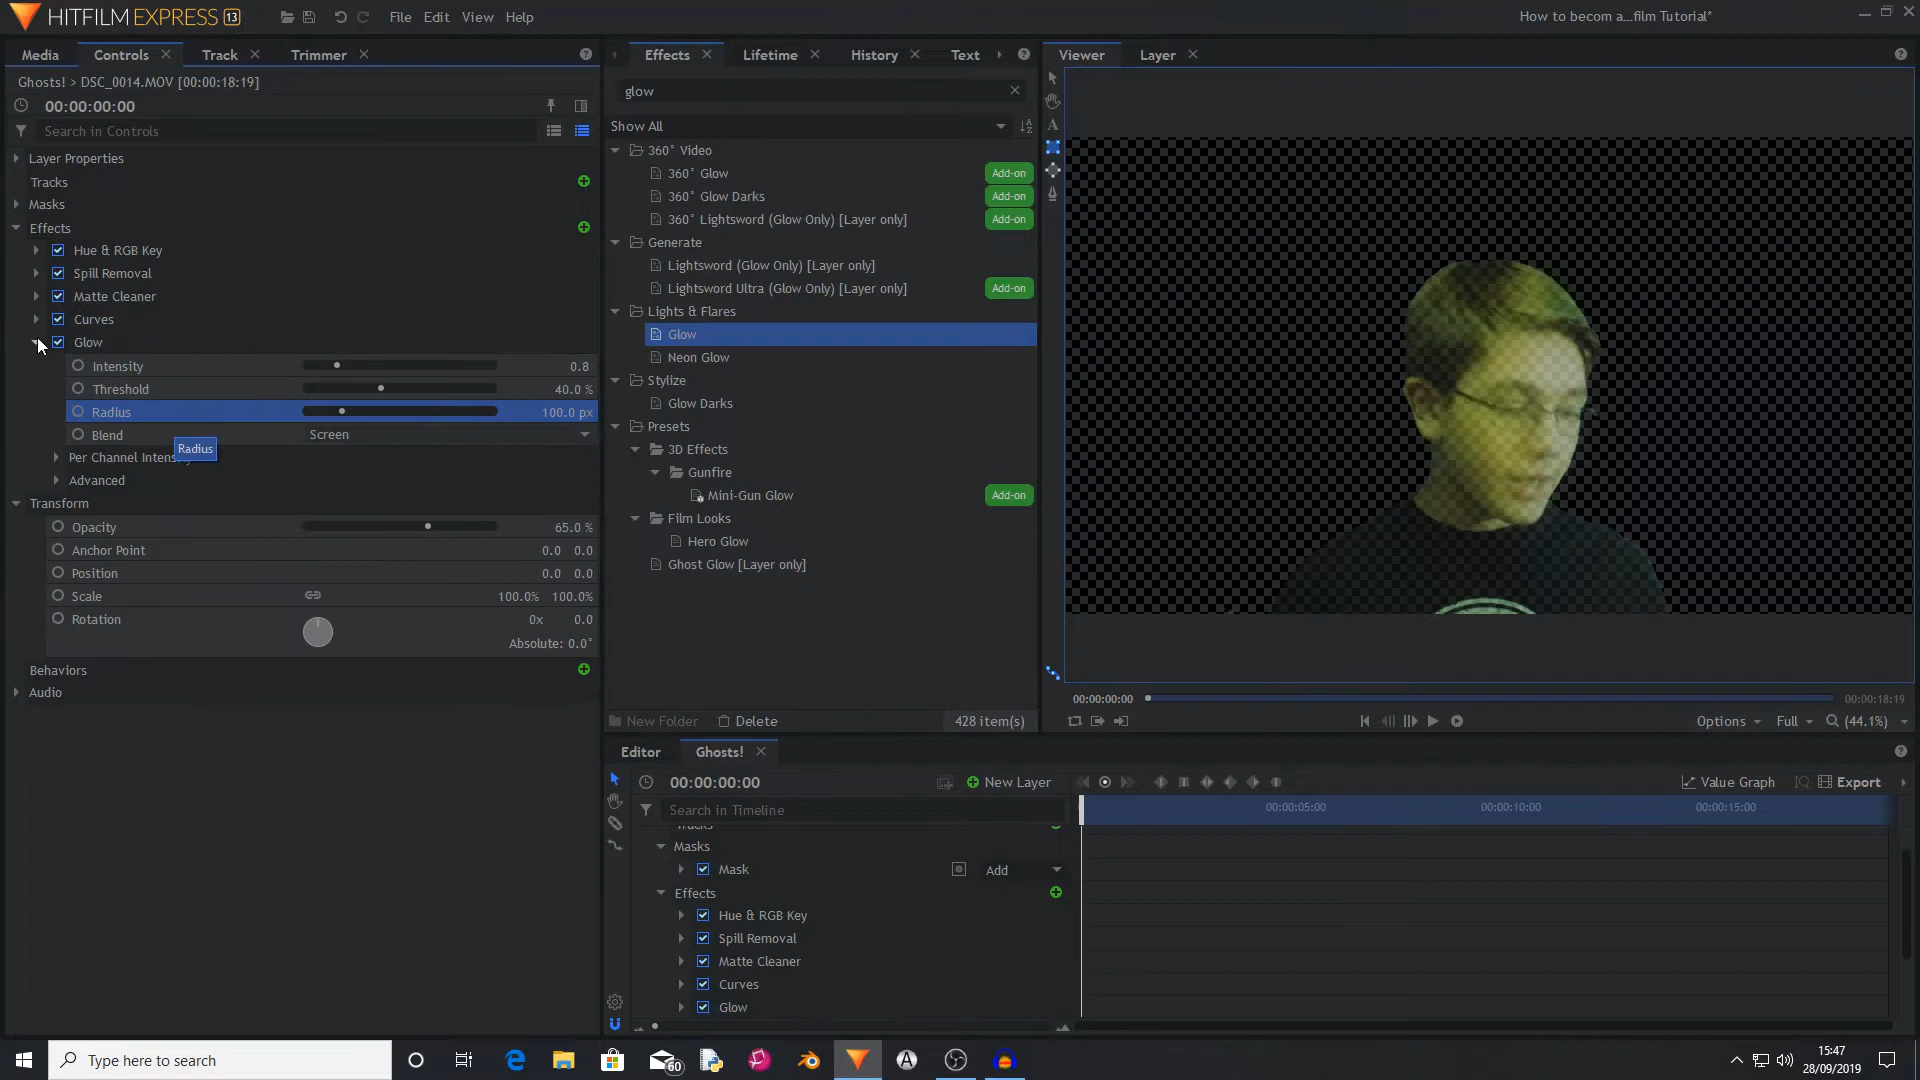 HITFILM EXPRESS 13
File Edit View Help
How to becom a...film Tutorial*
Media Controls Track Trimmer
Ghosts! > DSC_0014.MOV [00:00:18:19]
00:00:00:00
Search in Controls
Layer Properties
Tracks
Masks
Effects
Hue & RGB Key
Spill Removal
Matte Cleaner
Curves
Glow
Intensity 0.8
Threshold 40.0 %
Radius 100.0 px
Blend Screen
Radius
Per Channel Intens
Advanced
Transform
Opacity 65.0 %
Anchor Point 0.0 0.0
Position 0.0 0.0
Scale 100.0% 100.0%
Rotation 0x 0.0
Absolute: 0.0°
Behaviors
Audio
Effects Lifetime History Text
glow
Show All
360° Video
360° Glow Add-on
360° Glow Darks Add-on
360° Lightsword (Glow Only) [Layer only] Add-on
Generate
Lightsword (Glow Only) [Layer only]
Lightsword Ultra (Glow Only) [Layer only] Add-on
Lights & Flares
Glow
Neon Glow
Stylize
Glow Darks
Presets
3D Effects
Gunfire
Mini-Gun Glow Add-on
Film Looks
Hero Glow
Ghost Glow [Layer only]
New Folder Delete 428 item(s)
Viewer Layer
00:00:00:00 00:00:18:19
Options Full (44.1%)
Editor Ghosts!
00:00:00:00 New Layer Value Graph Export
Search in Timeline
00:00:05:00 00:00:10:00 00:00:15:00
Tracks
Masks
Mask Add
Effects
Hue & RGB Key
Spill Removal
Matte Cleaner
Curves
Glow
Type here to search
60
15:47
28/09/2019